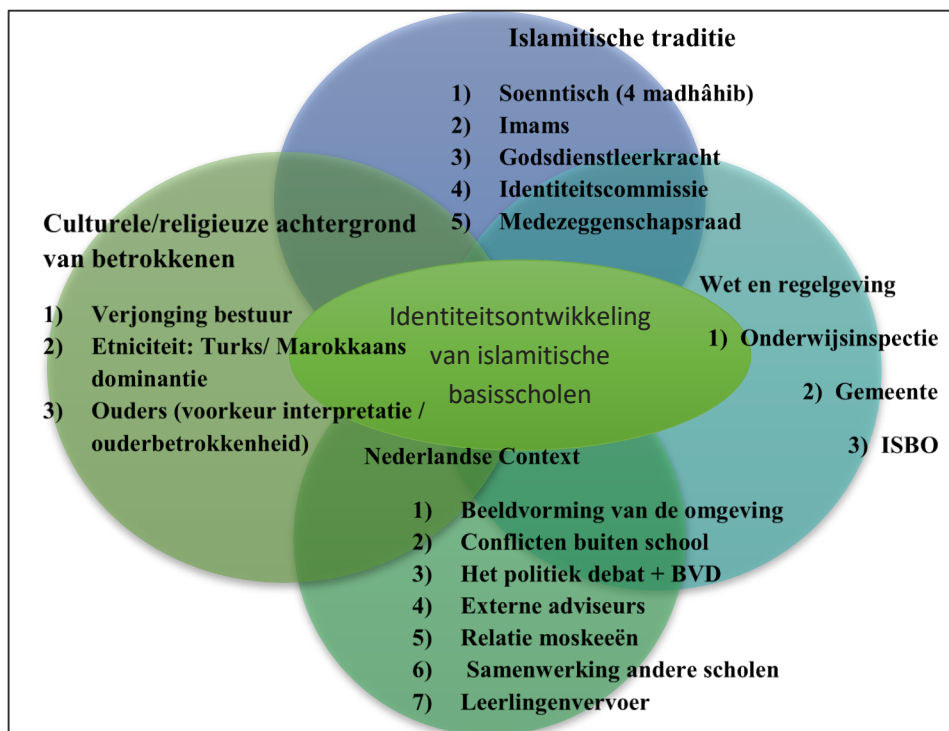 Islamitische traditie
1) Soenntisch (4 madhâhib)
2) Imams
3) Godsdienstleerkracht
4) Identiteitscommissie
5) Medezeggenschapsraad
Culturele/religieuze achtergrond
van betrokkenen
1) Verjonging bestuur
2) Etniciteit: Turks/ Marokkaans
dominantie
3) Ouders (voorkeur interpretatie /
ouderbetrokkenheid)
Identiteitsontwikkeling
van islamitische
basisscholen
Wet en regelgeving
1) Onderwijsinspectie
2) Gemeente
3) ISBO
Nederlandse Context
1) Beeldvorming van de omgeving
2) Conflicten buiten school
3) Het politiek debat + BVD
4) Externe adviseurs
5) Relatie moskeeën
6) Samenwerking andere scholen
7) Leerlingenvervoer